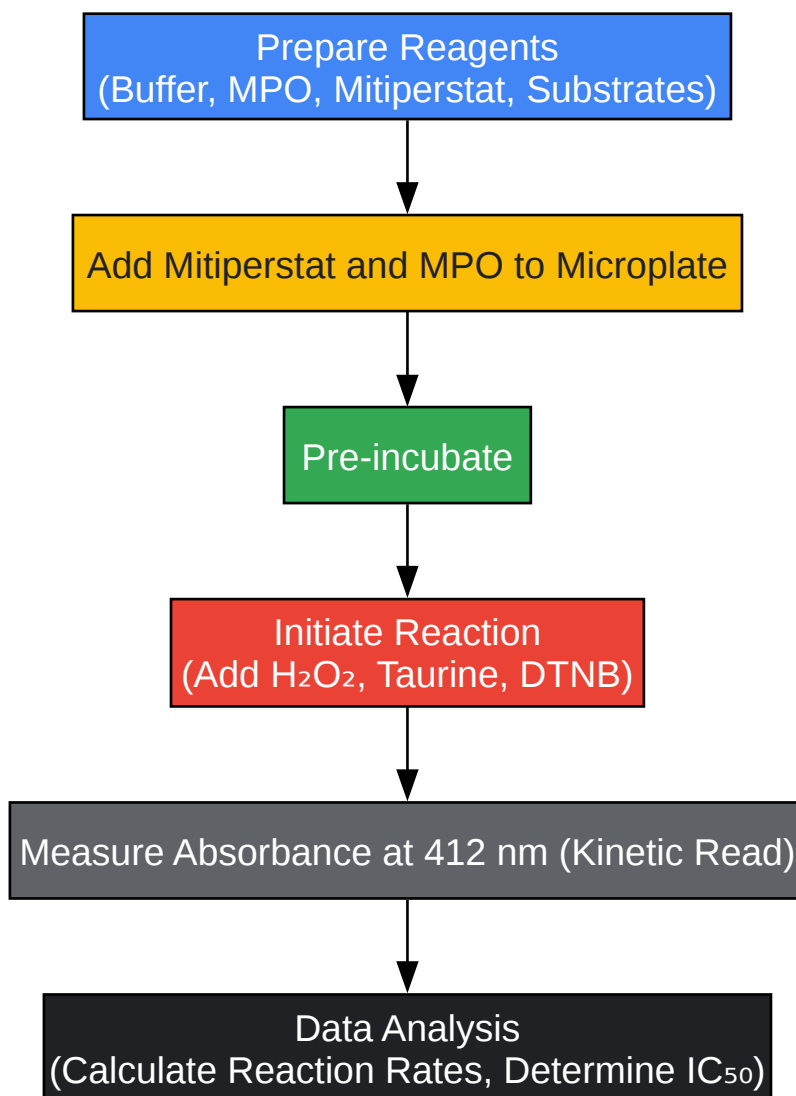 Prepare Reagents
(Buffer, MPO, Mitiperstat, Substrates)
Add Mitiperstat and MPO to Microplate
Pre-incubate
Initiate Reaction
(Add H₂O₂, Taurine, DTNB)
Measure Absorbance at 412 nm (Kinetic Read)
Data Analysis
(Calculate Reaction Rates, Determine IC₅₀)